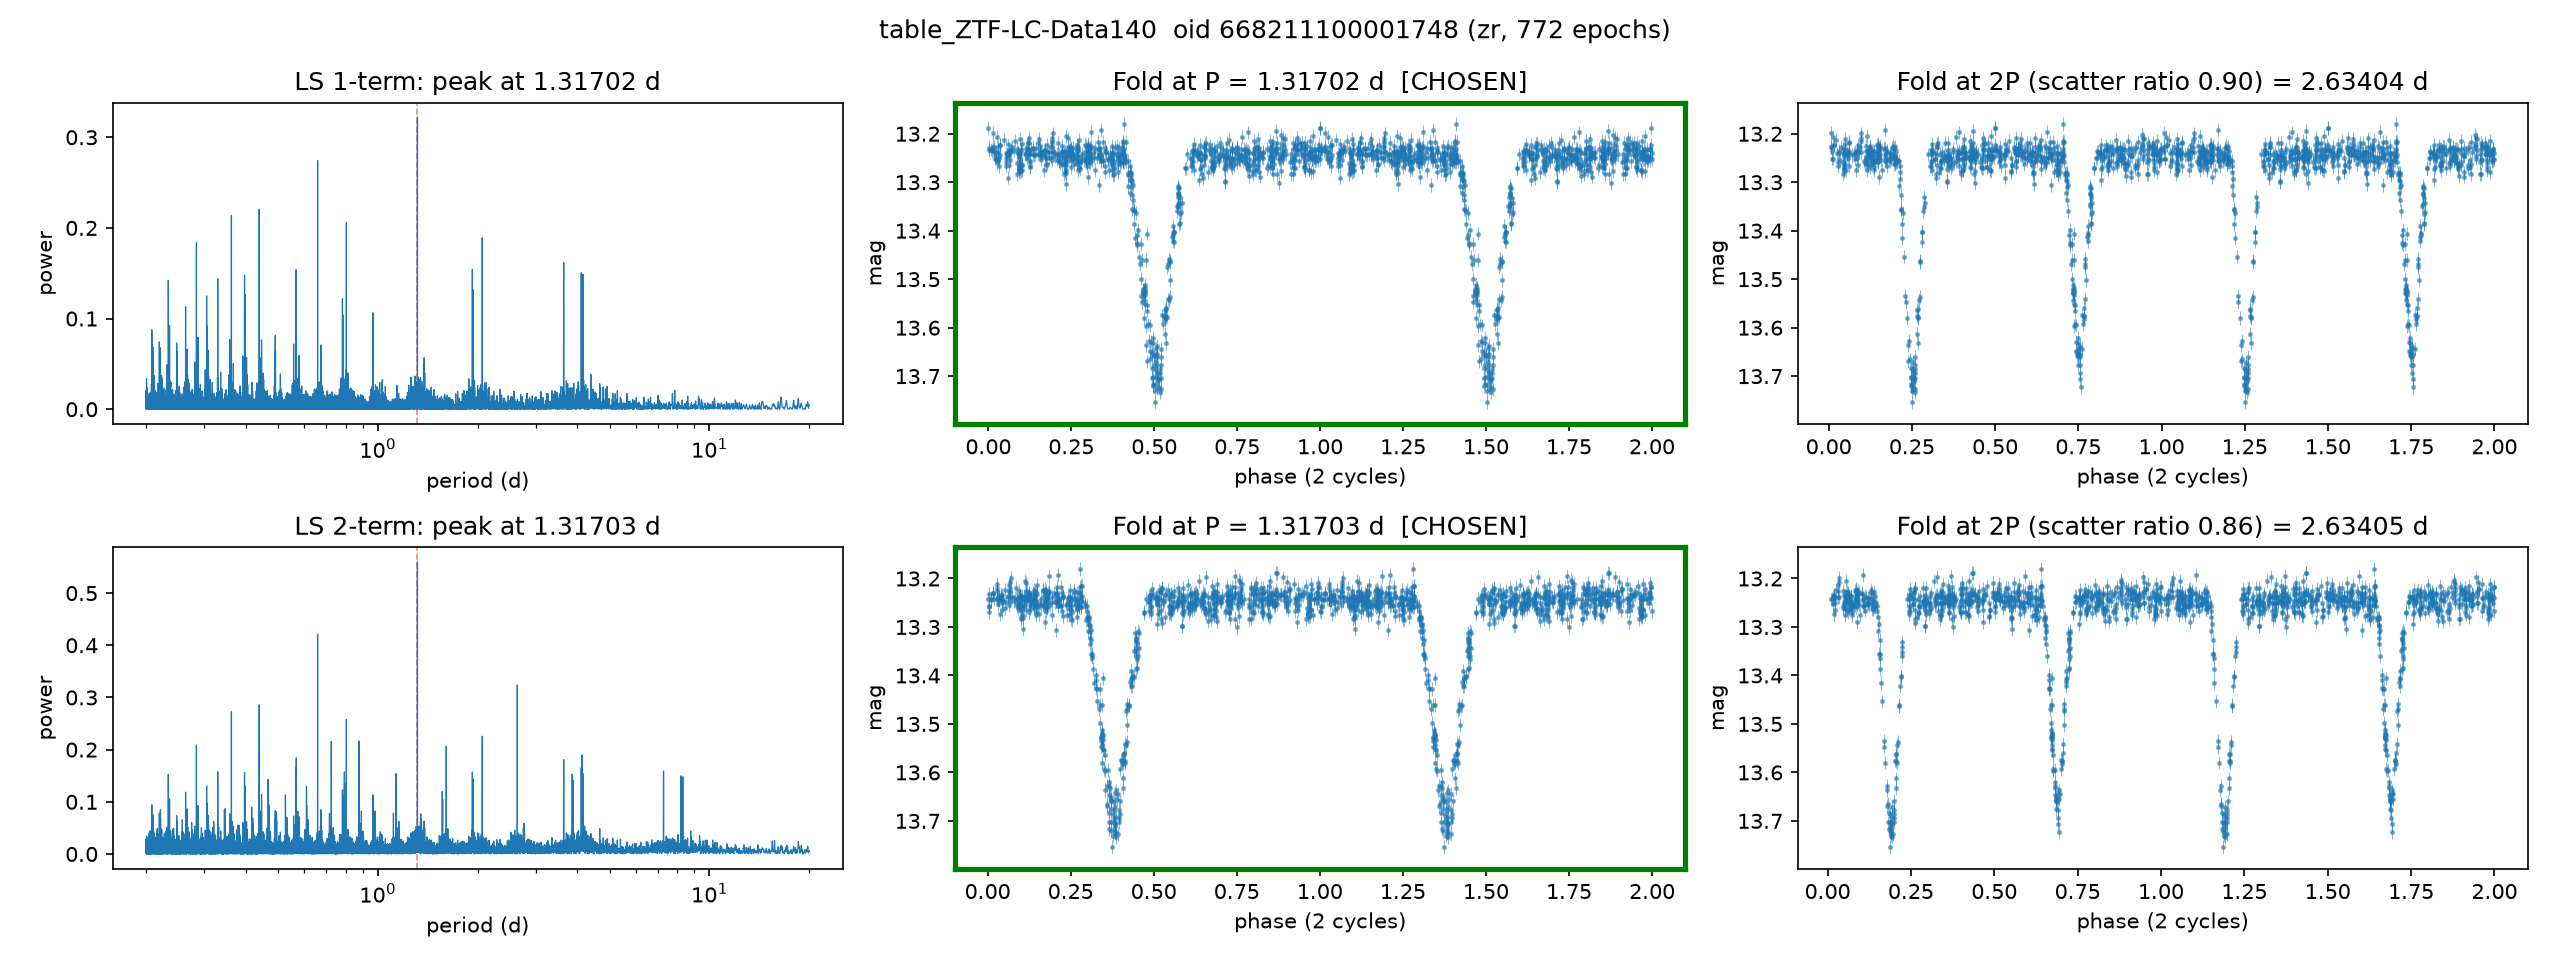 table_ZTF-LC-Data140  oid 668211100001748 (zr, 772 epochs)
LS 1-term: peak at 1.31702 d
power
0.3
0.2
0.1
0.0
10⁰
10¹
period (d)
Fold at P = 1.31702 d  [CHOSEN]
mag
13.2
13.3
13.4
13.5
13.6
13.7
0.00 0.25 0.50 0.75 1.00 1.25 1.50 1.75 2.00
phase (2 cycles)
Fold at 2P (scatter ratio 0.90) = 2.63404 d
mag
13.2
13.3
13.4
13.5
13.6
13.7
0.00 0.25 0.50 0.75 1.00 1.25 1.50 1.75 2.00
phase (2 cycles)
LS 2-term: peak at 1.31703 d
power
0.5
0.4
0.3
0.2
0.1
0.0
10⁰
10¹
period (d)
Fold at P = 1.31703 d  [CHOSEN]
mag
13.2
13.3
13.4
13.5
13.6
13.7
0.00 0.25 0.50 0.75 1.00 1.25 1.50 1.75 2.00
phase (2 cycles)
Fold at 2P (scatter ratio 0.86) = 2.63405 d
mag
13.2
13.3
13.4
13.5
13.6
13.7
0.00 0.25 0.50 0.75 1.00 1.25 1.50 1.75 2.00
phase (2 cycles)